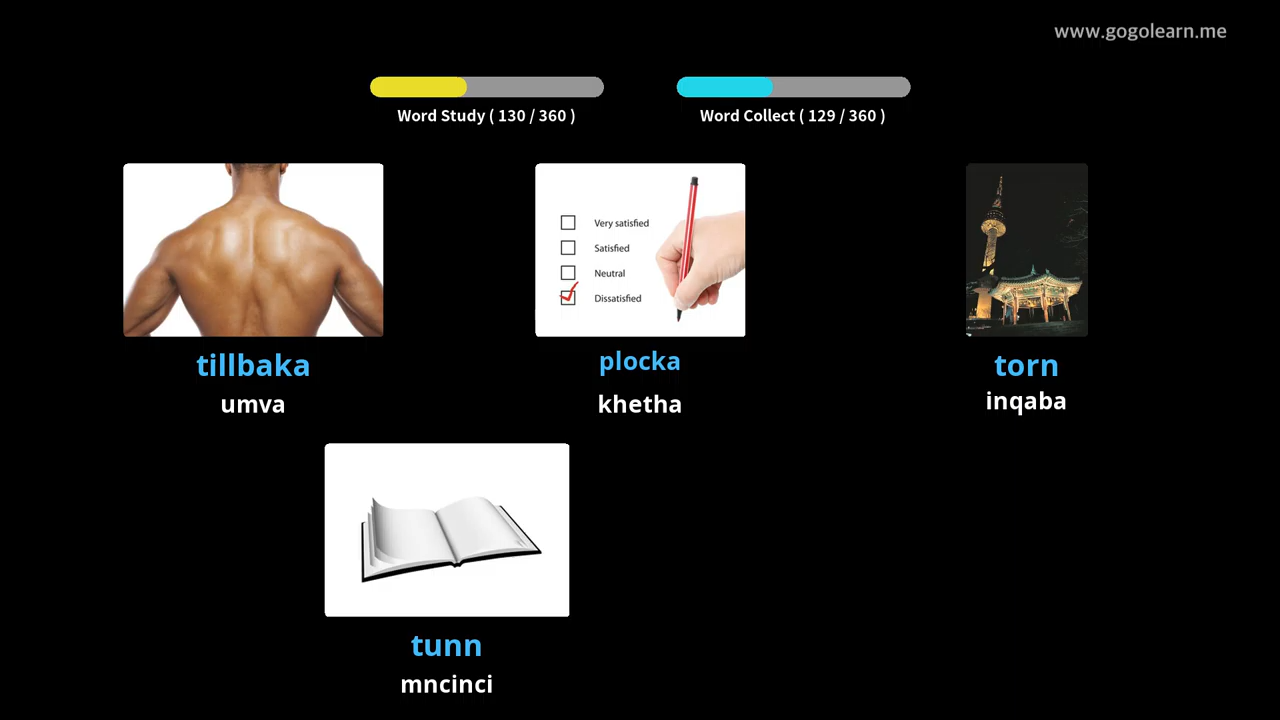 www.gogolearn.me
Word Study ( 130 / 360 )
Word Collect ( 129 / 360 )
Very satisfied
Satisfied
Neutral
Dissatisfied
tillbaka
umva
plocka
khetha
torn
inqaba
tunn
mncinci